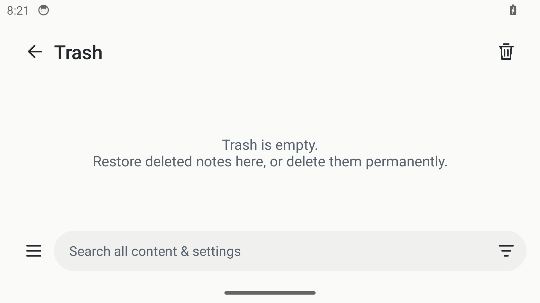 8:21
Trash
Trash is empty.
Restore deleted notes here, or delete them permanently.
Search all content & settings